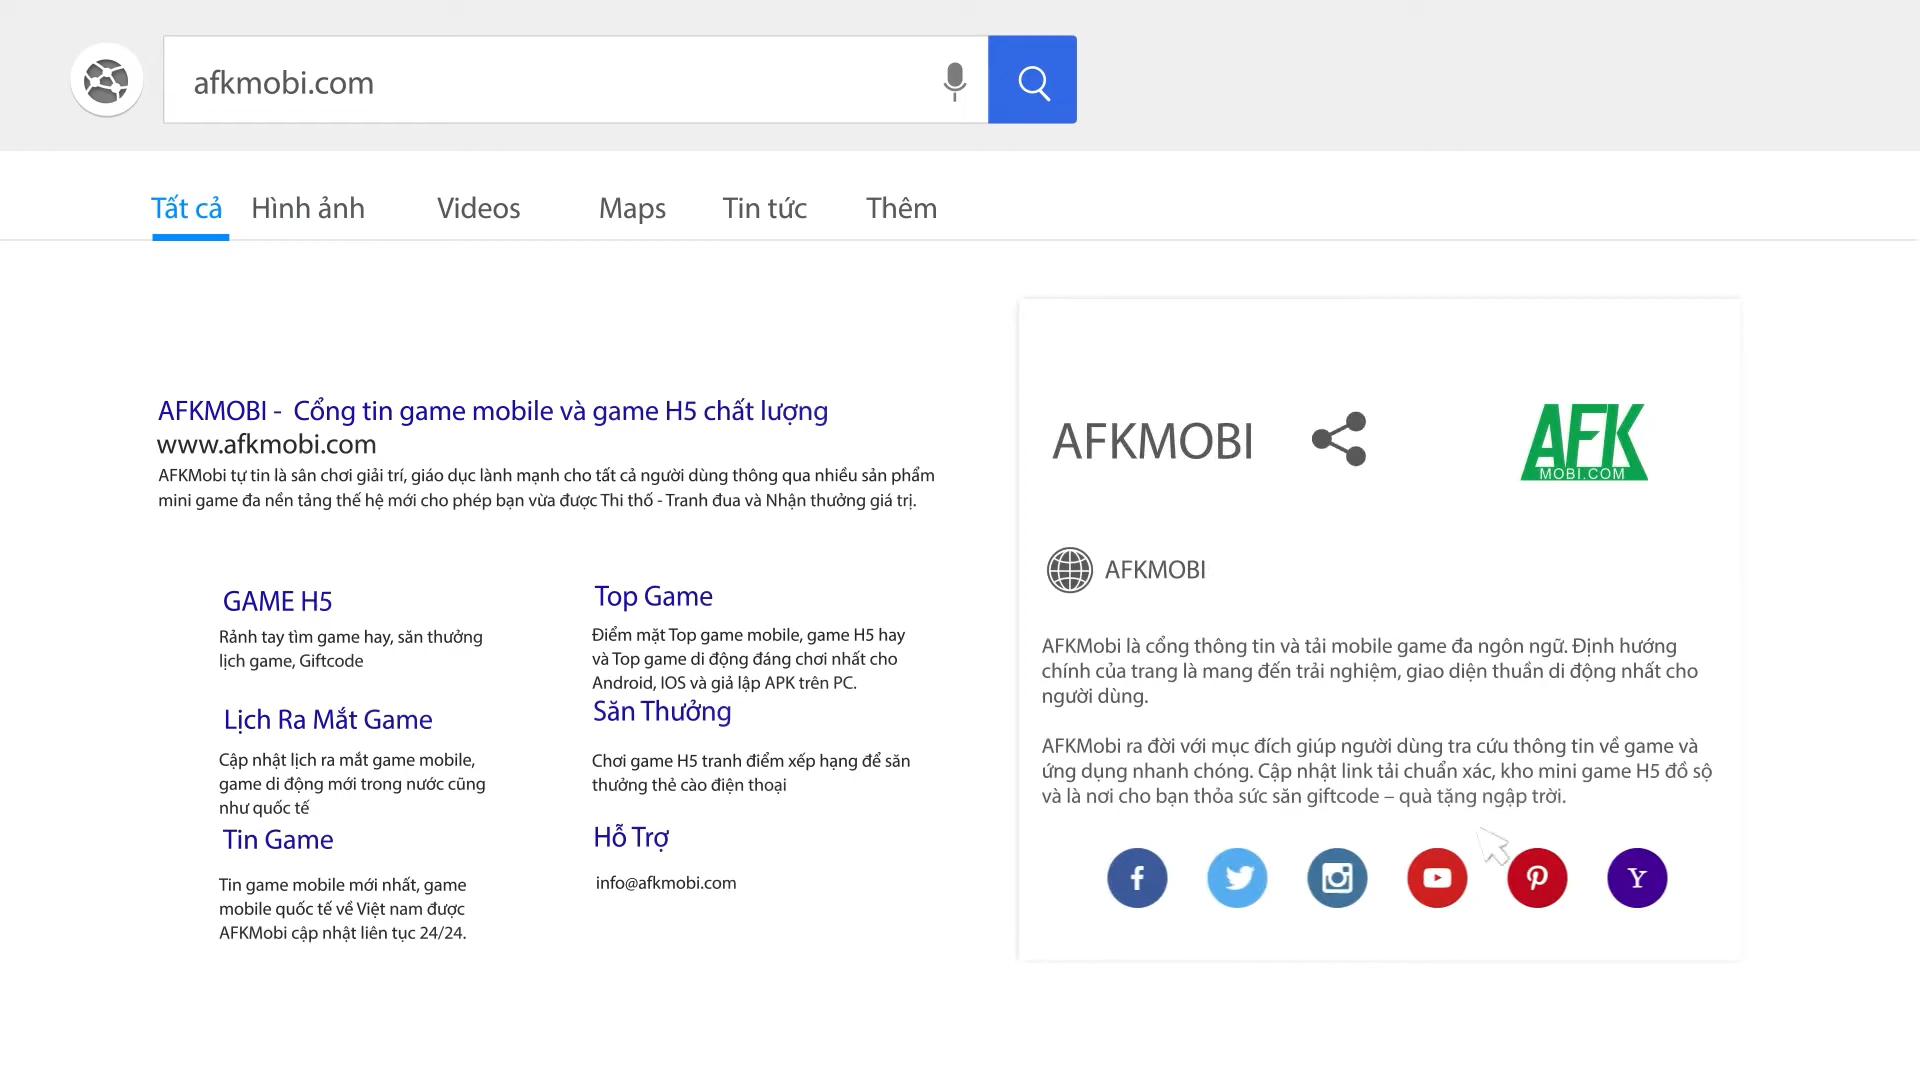 afkmobi.com
Tất cả
Hình ảnh
Videos
Maps
Tin tức
Thêm
AFKMOBI - Cổng tin game mobile và game H5 chất lượng
www.afkmobi.com
AFKMobi tự tin là sân chơi giải trí, giáo dục lành mạnh cho tất cả người dùng thông qua nhiều sản phẩm
mini game đa nền tảng thế hệ mới cho phép bạn vừa được Thi thố - Tranh đua và Nhận thưởng giá trị.
GAME H5
Rảnh tay tìm game hay, săn thưởng
lịch game, Giftcode
Lịch Ra Mắt Game
Cập nhật lịch ra mắt game mobile,
game di động mới trong nước cũng
như quốc tế
Tin Game
Tin game mobile mới nhất, game
mobile quốc tế về Việt nam được
AFKMobi cập nhật liên tục 24/24.
Top Game
Điểm mặt Top game mobile, game H5 hay
và Top game di động đáng chơi nhất cho
Android, IOS và giả lập APK trên PC.
Săn Thưởng
Chơi game H5 tranh điểm xếp hạng để săn
thưởng thẻ cào điện thoại
Hỗ Trợ
info@afkmobi.com
AFKMOBI
AFK
MOBI.COM
AFKMOBI
AFKMobi là cổng thông tin và tải mobile game đa ngôn ngữ. Định hướng
chính của trang là mang đến trải nghiệm, giao diện thuần di động nhất cho
người dùng.
AFKMobi ra đời với mục đích giúp người dùng tra cứu thông tin về game và
ứng dụng nhanh chóng. Cập nhật link tải chuẩn xác, kho mini game H5 đồ sộ
và là nơi cho bạn thỏa sức săn giftcode – quà tặng ngập trời.